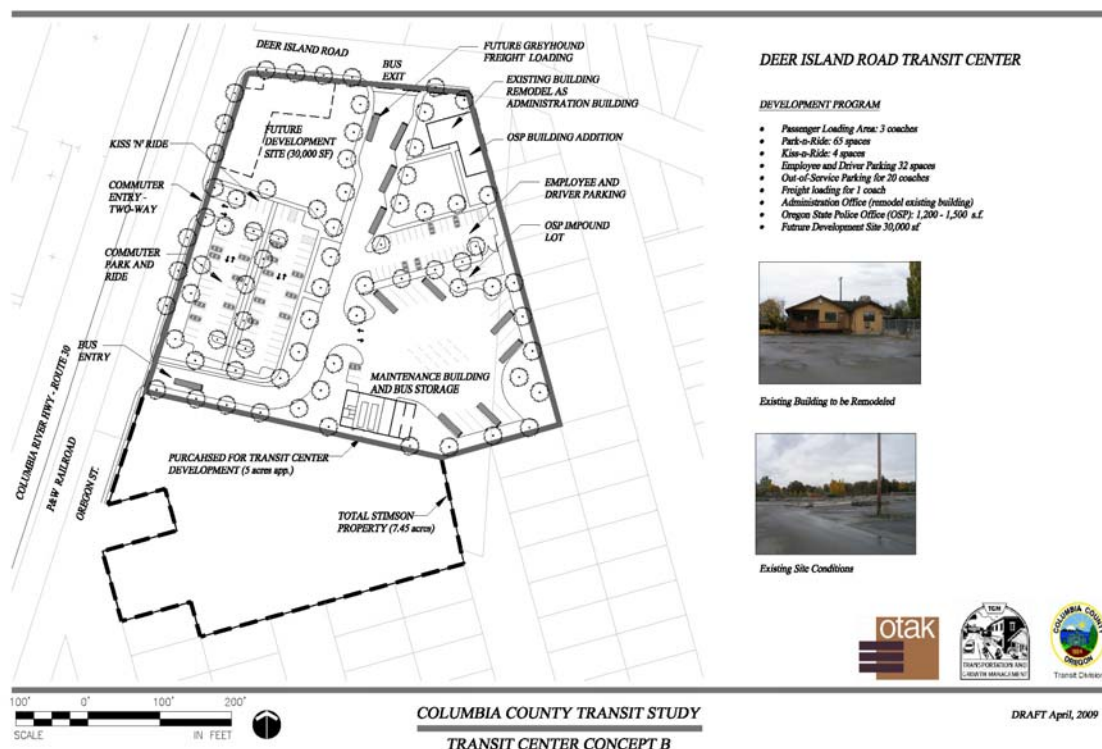 DEER ISLAND ROAD
BUS
EXIT
FUTURE GREYHOUND
FREIGHT LOADING
EXISTING BUILDING
REMODEL AS
ADMINISTRATION BUILDING
OSP BUILDING ADDITION
EMPLOYEE AND
DRIVER PARKING
OSP IMPOUND
LOT
KISS 'N' RIDE
FUTURE
DEVELOPMENT
SITE (30,000 SF)
COMMUTER
ENTRY -
TWO-WAY
COMMUTER
PARK AND
RIDE
BUS
ENTRY
MAINTENANCE BUILDING
AND BUS STORAGE
PURCAHSED FOR TRANSIT CENTER
DEVELOPMENT (5 acres app.)
TOTAL STIMSON
PROPERTY (7.45 acres)
COLUMBIA RIVER HWY - ROUTE 30
P&W RAILROAD
OREGON ST.
DEER ISLAND ROAD TRANSIT CENTER
DEVELOPMENT PROGRAM
• Passenger Loading Area: 3 coaches
• Park-n-Ride: 65 spaces
• Kiss-n-Ride: 4 spaces
• Employee and Driver Parking 32 spaces
• Out-of-Service Parking for 20 coaches
• Freight loading for 1 coach
• Administration Office (remodel existing building)
• Oregon State Police Office (OSP): 1,200 - 1,500 s.f.
• Future Development Site 30,000 sf
Existing Building to be Remodeled
Existing Site Conditions
otak
TGM
TRANSPORTATION AND
GROWTH MANAGEMENT
COLUMBIA COUNTY
1854
OREGON
Transit Division
100' 0' 100' 200'
SCALE IN FEET
COLUMBIA COUNTY TRANSIT STUDY
TRANSIT CENTER CONCEPT B
DRAFT April, 2009